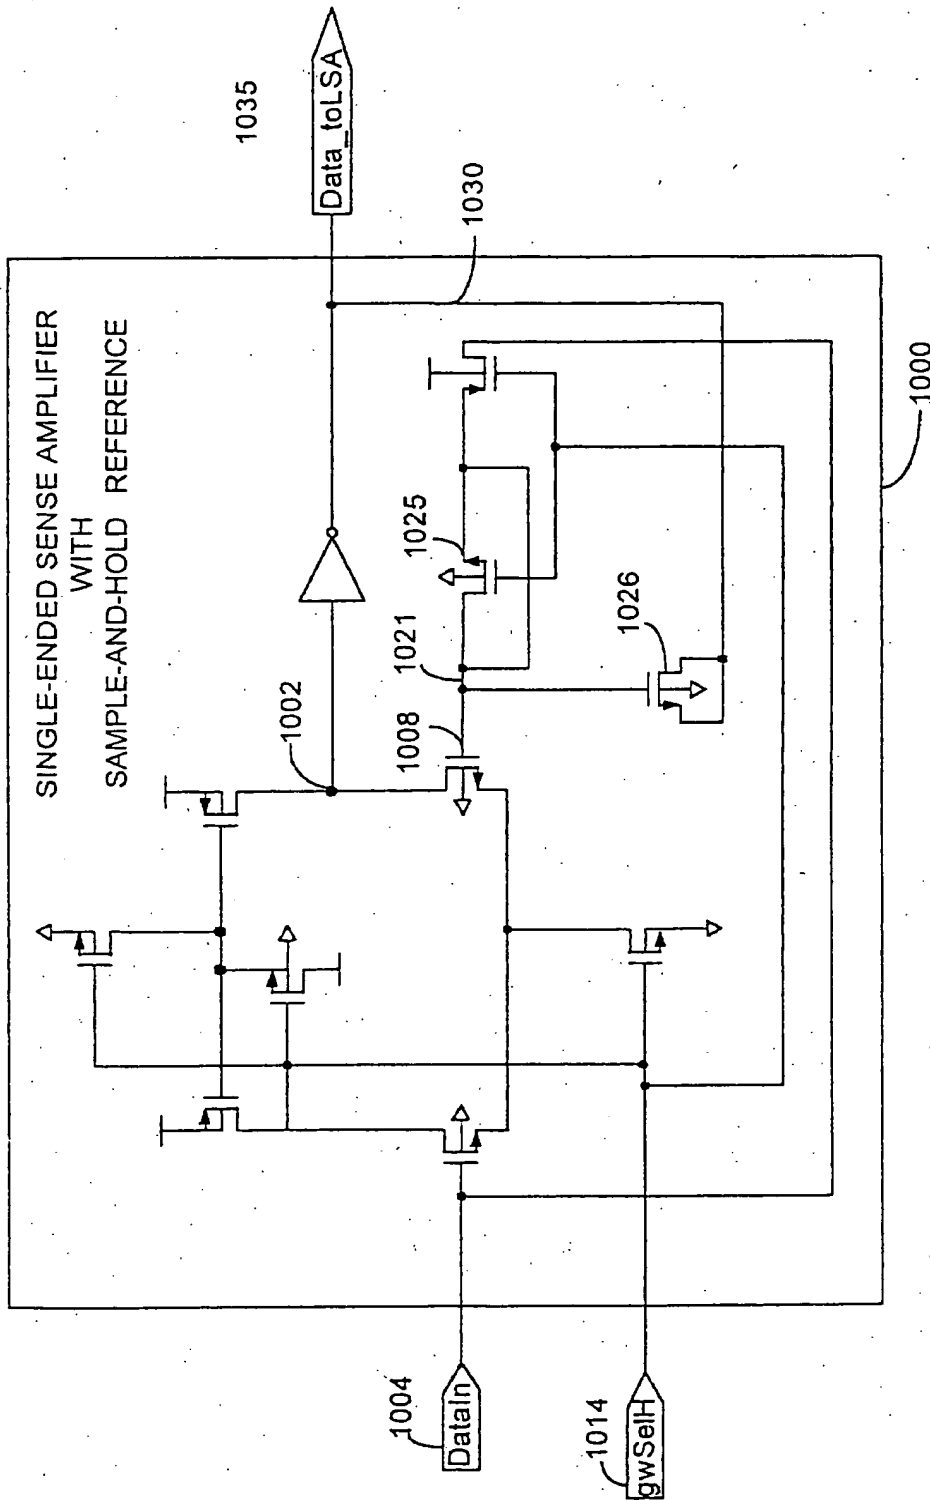 SINGLE-ENDED SENSE AMPLIFIER
WITH
SAMPLE-AND-HOLD REFERENCE
1035
Data_toLSA
1002
1030
1008
1021
1025
1026
1004
DataIn
1014
gwSelH
1000